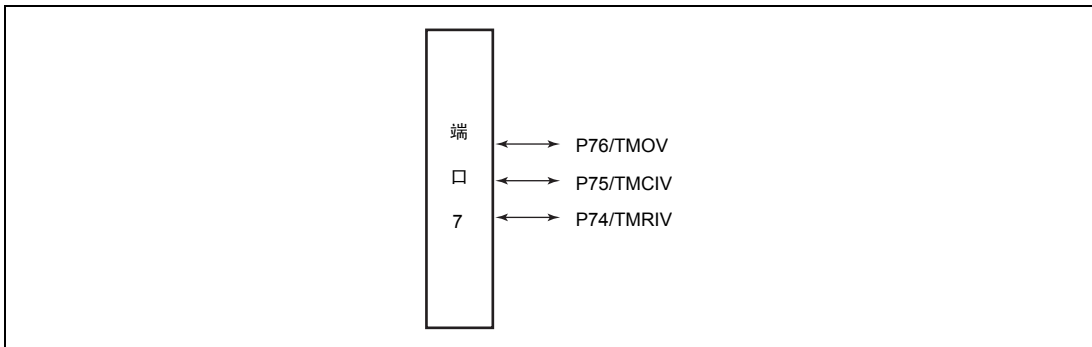 端
口
7
P76/TMOV
P75/TMCIV
P74/TMRIV